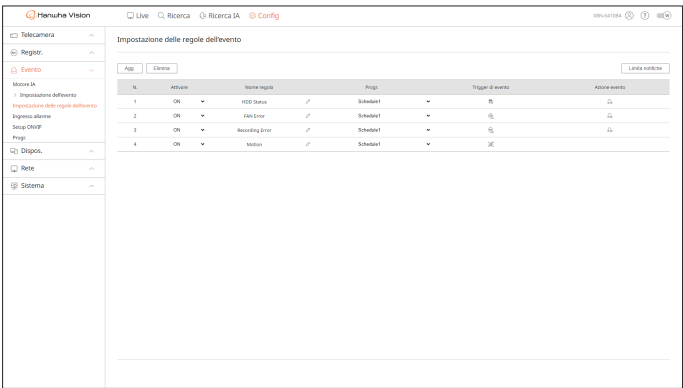 Hanwha Vision
Live Ricerca Ricerca IA Config
Telecamera
Registr.
Evento
Motore IA
> Impostazione dell'evento
Impostazione delle regole dell'evento
Ingresso allarme
Setup ONVIF
Progr.
Dispos.
Rete
Sistema
Impostazione delle regole dell'evento
Agg. Elimina Limita notifiche
N. Attivare Nome regola Progr. Trigger di evento Azione evento
1 ON HDD Status Schedule1
2 ON FAN Error Schedule1
3 ON Recording Error Schedule1
4 ON Motion Schedule1